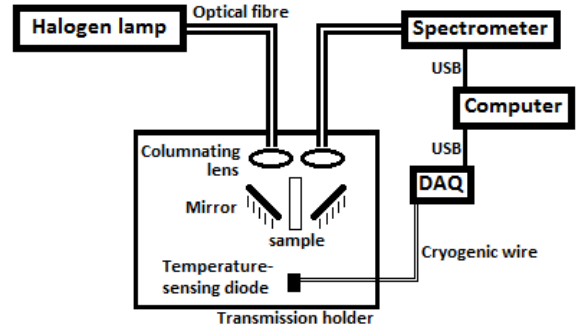 Optical fibre
Halogen lamp
Spectrometer
USB
Computer
USB
Columnating
lens
DAQ
Mirror
sample
Cryogenic wire
Temperature-
sensing diode
Transmission holder